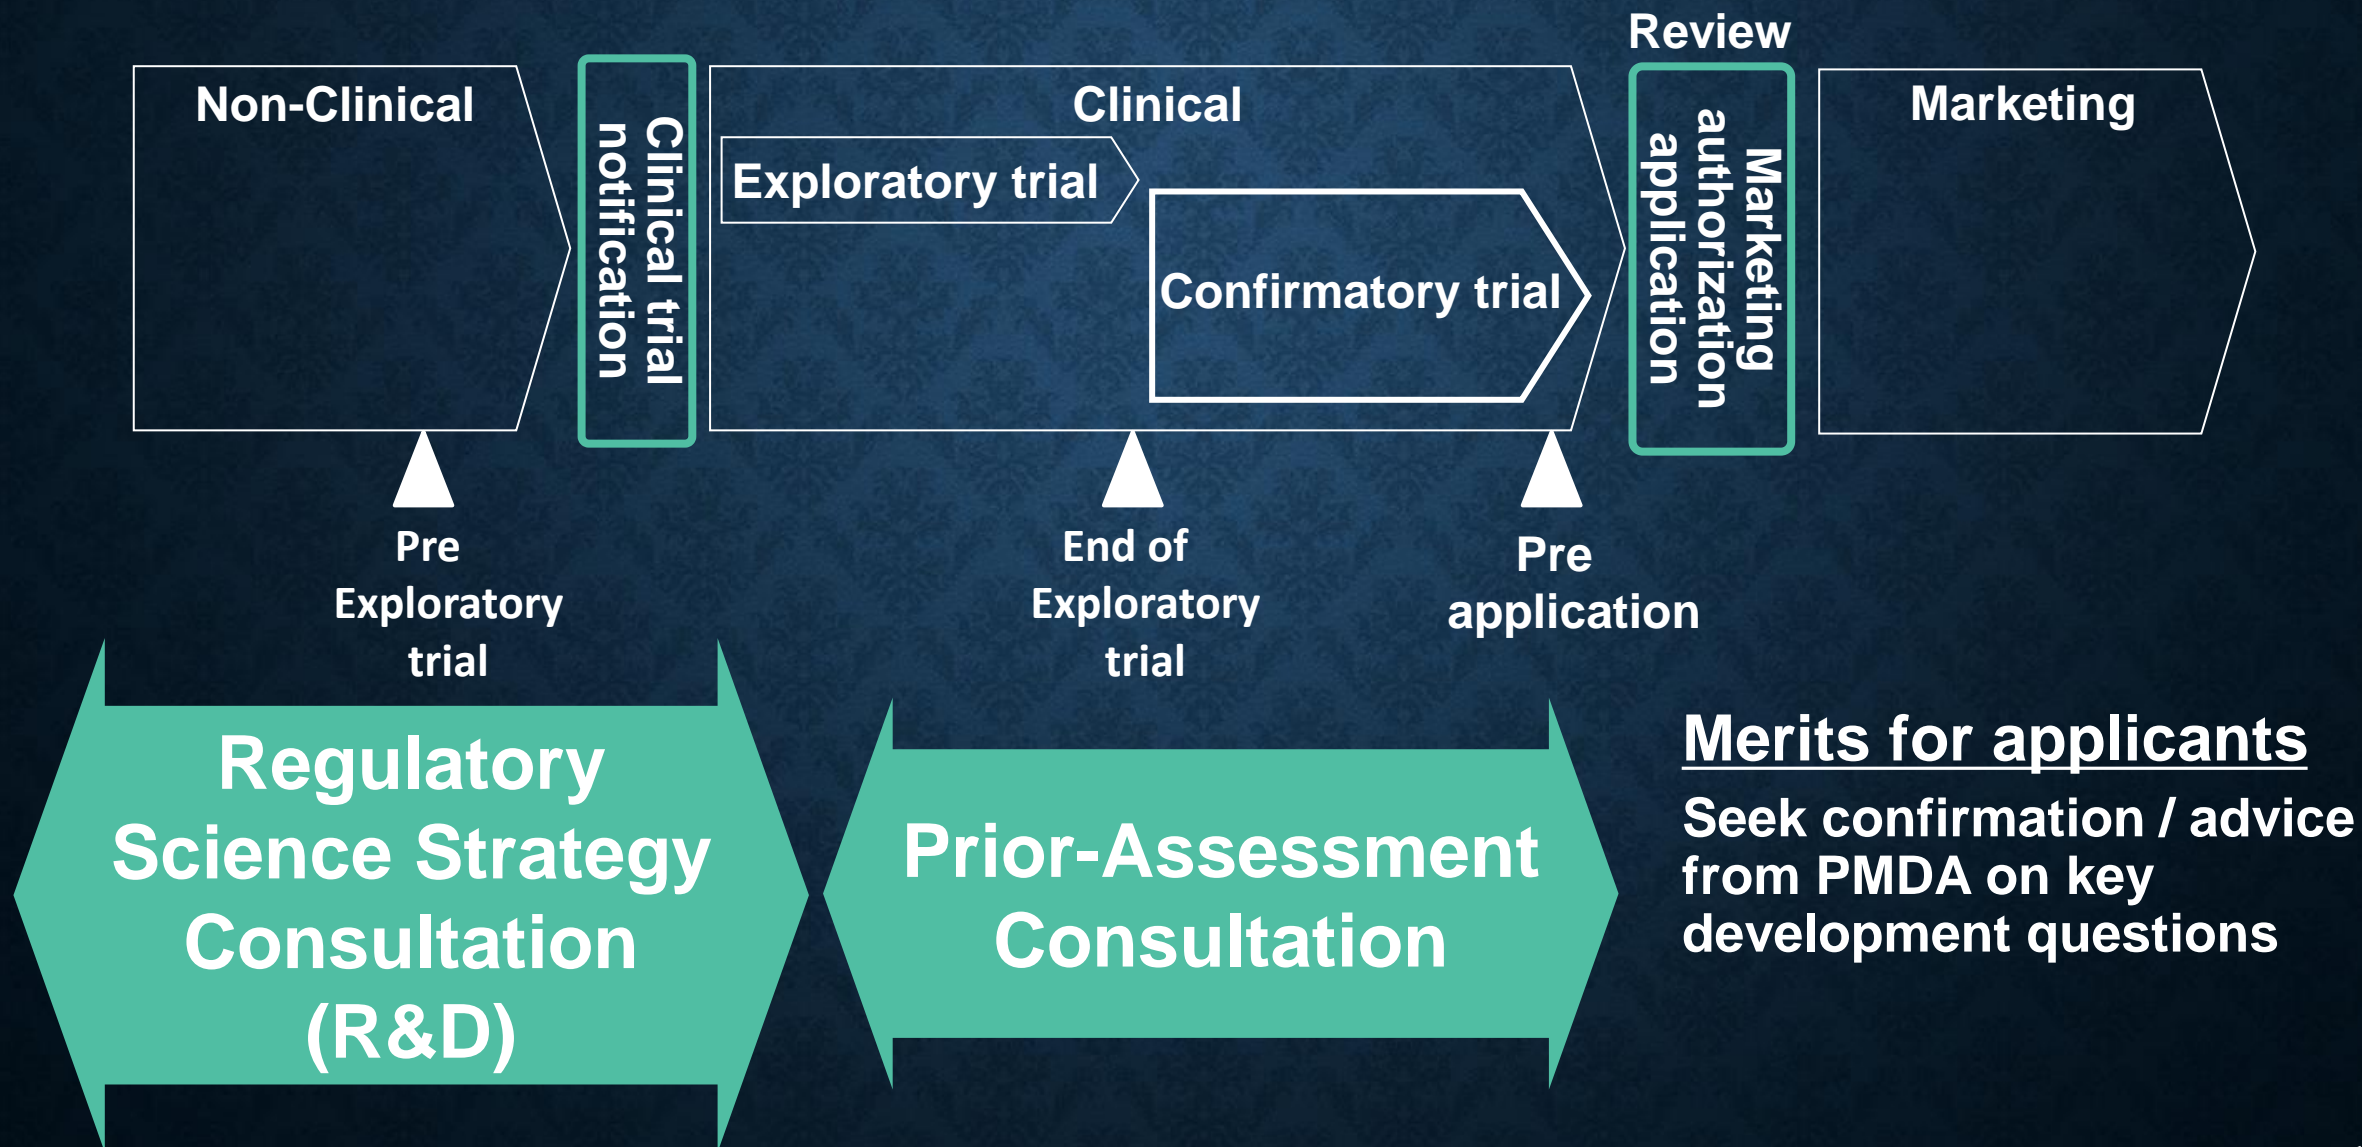 Review
Non-Clinical
Clinical trial
notification
Clinical
Exploratory trial
Confirmatory trial
Marketing
authorization
application
Marketing
Pre
Exploratory
trial
End of
Exploratory
trial
Pre
application
Regulatory
Science Strategy
Consultation
(R&D)
Prior-Assessment
Consultation
Merits for applicants
Seek confirmation / advice
from PMDA on key
development questions